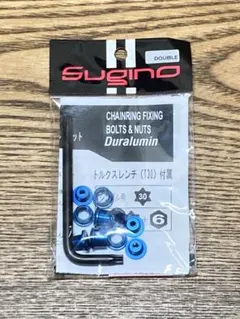 DOUBLE
sugino
CHAINRING FIXING
BOLTS & NUTS
Duralumin
ット
トルクスレンチ(T30)付属
30
6